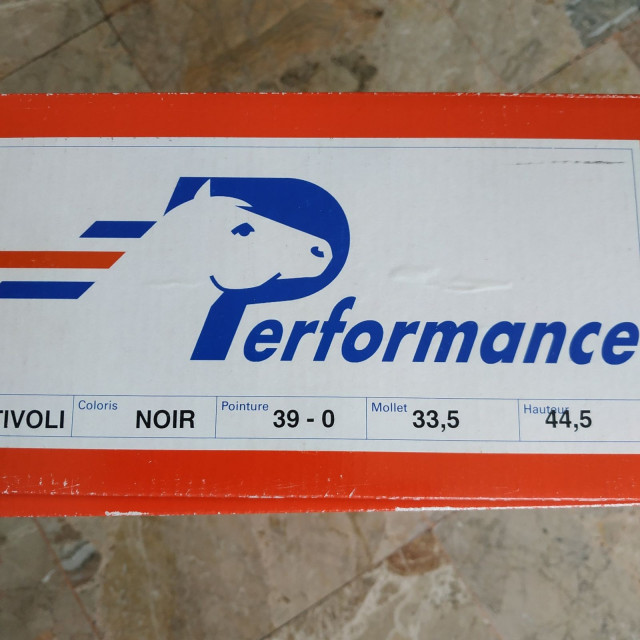 Performance
TIVOLI Coloris NOIR Pointure 39 - 0 Mollet 33,5 Hauteur 44,5